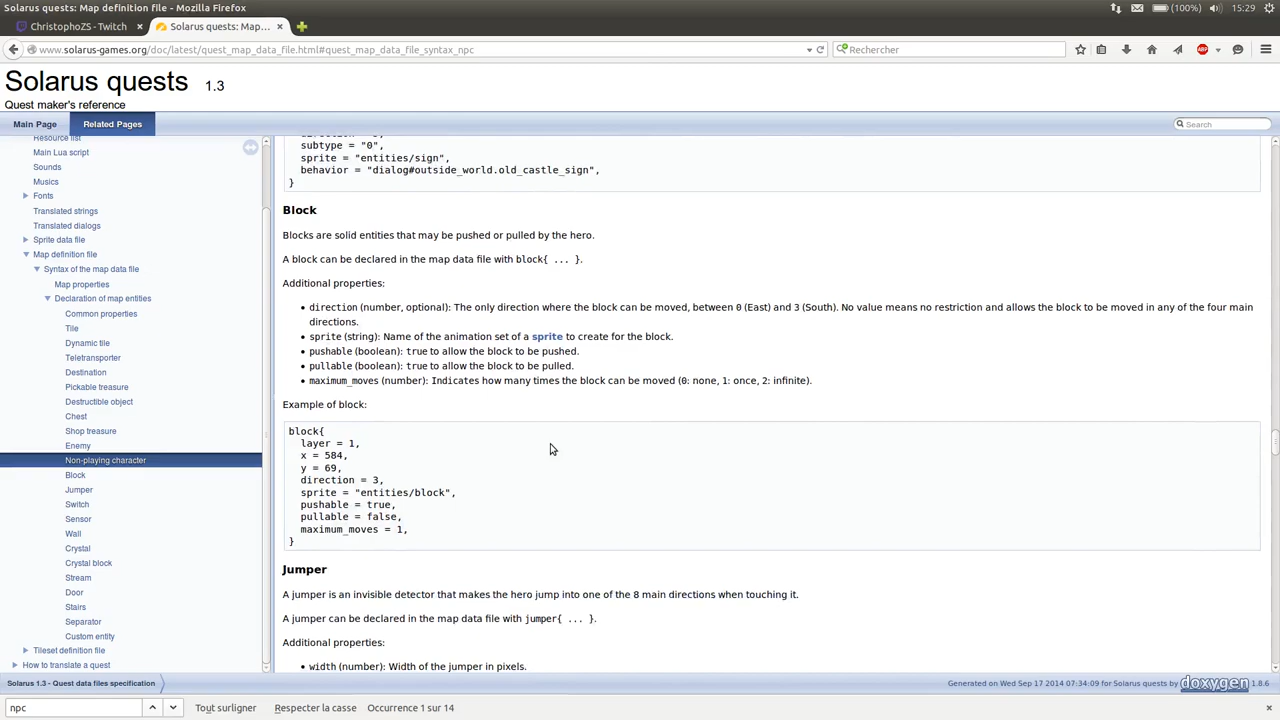 Solarus quests: Map definition file - Mozilla Firefox
(100%) 15:29
ChristophoZS - Twitch × Solarus quests: Map... ×
www.solarus-games.org/doc/latest/quest_map_data_file.html#quest_map_data_file_syntax_npc
Rechercher
ABP
Solarus quests 1.3
Quest maker's reference
Main Page
Related Pages
Search
Resource list
Main Lua script
Sounds
Musics
Fonts
Translated strings
Translated dialogs
Sprite data file
Map definition file
Syntax of the map data file
Map properties
Declaration of map entities
Common properties
Tile
Dynamic tile
Teletransporter
Destination
Pickable treasure
Destructible object
Chest
Shop treasure
Enemy
Non-playing character
Block
Jumper
Switch
Sensor
Wall
Crystal
Crystal block
Stream
Door
Stairs
Separator
Custom entity
Tileset definition file
How to translate a quest
subtype = "0",
sprite = "entities/sign",
behavior = "dialog#outside_world.old_castle_sign",
}
Block
Blocks are solid entities that may be pushed or pulled by the hero.
A block can be declared in the map data file with block{ ... }.
Additional properties:
• direction (number, optional): The only direction where the block can be moved, between 0 (East) and 3 (South). No value means no restriction and allows the block to be moved in any of the four main
directions.
• sprite (string): Name of the animation set of a sprite to create for the block.
• pushable (boolean): true to allow the block to be pushed.
• pullable (boolean): true to allow the block to be pulled.
• maximum_moves (number): Indicates how many times the block can be moved (0: none, 1: once, 2: infinite).
Example of block:
block{
layer = 1,
x = 584,
y = 69,
direction = 3,
sprite = "entities/block",
pushable = true,
pullable = false,
maximum_moves = 1,
}
Jumper
A jumper is an invisible detector that makes the hero jump into one of the 8 main directions when touching it.
A jumper can be declared in the map data file with jumper{ ... }.
Additional properties:
• width (number): Width of the jumper in pixels.
Solarus 1.3 - Quest data files specification
Generated on Wed Sep 17 2014 07:34:09 for Solarus quests by doxygen 1.8.6
npc
Tout surligner
Respecter la casse
Occurrence 1 sur 14